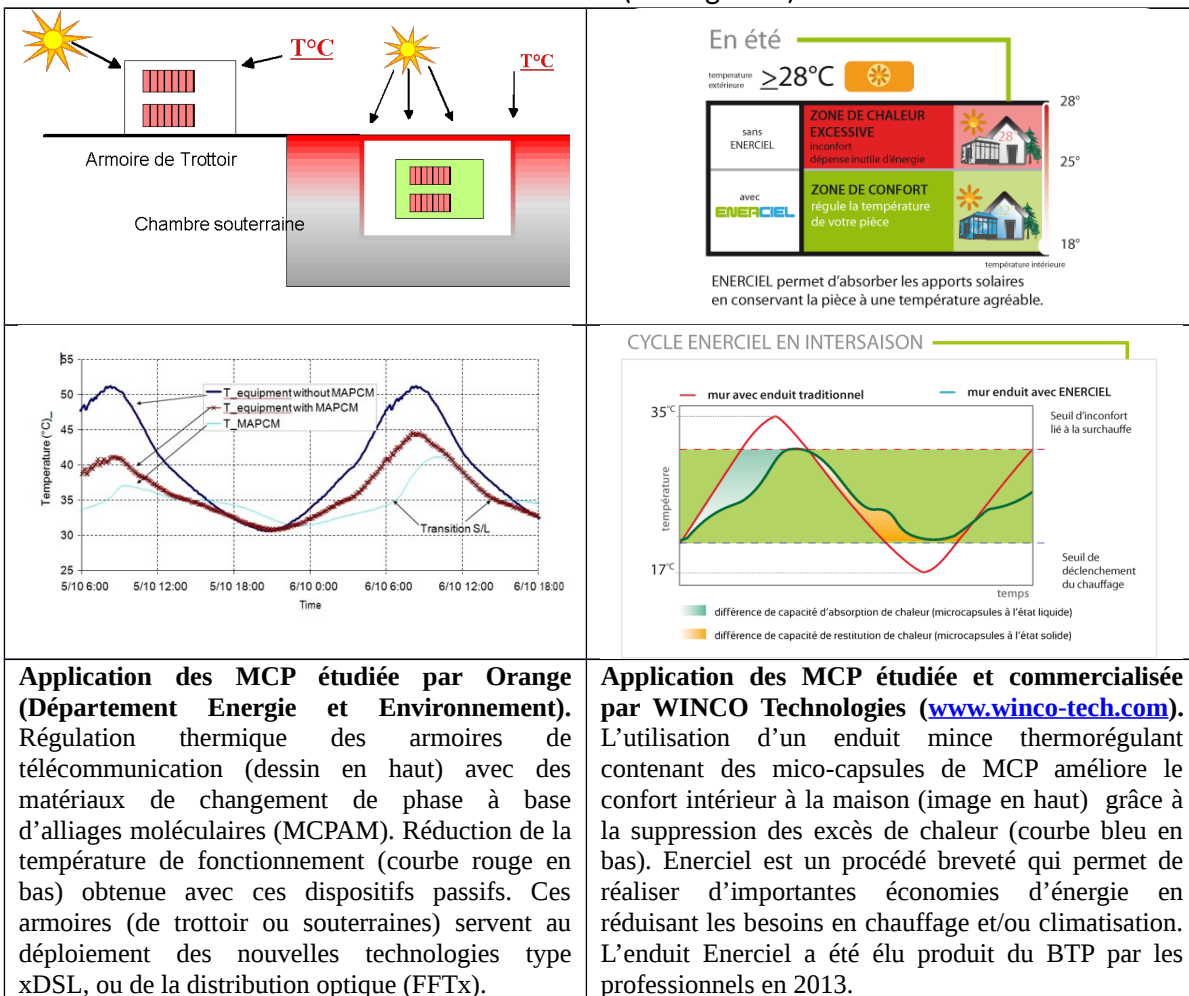 T°C
T°C
Armoire de Trottoir
Chambre souterraine
En été
temperature
extérieure
≥28°C
sans
ENERCIEL
ZONE DE CHALEUR
EXCESSIVE
inconfort
dépense inutile d'énergie
28°
avec
ENERCIEL
ZONE DE CONFORT
régule la température
de votre pièce
22°
28°
25°
18°
température intérieure
ENERCIEL permet d'absorber les apports solaires
en conservant la pièce à une température agréable.
55
50
45
40
35
30
25
Temperature (°C)_
T_equipment without MAPCM
T_equipment with MAPCM
T_MAPCM
Transition S/L
5/10 6:00 5/10 12:00 5/10 18:00 6/10 0:00 6/10 6:00 6/10 12:00 6/10 18:00
Time
CYCLE ENERCIEL EN INTERSAISON
mur avec enduit traditionnel
mur enduit avec ENERCIEL
35°C
17°C
température
temps
Seuil d'inconfort
lié à la surchauffe
Seuil de
déclenchement
du chauffage
différence de capacité d'absorption de chaleur (microcapsules à l'état liquide)
différence de capacité de restitution de chaleur (microcapsules à l'état solide)
Application des MCP étudiée par Orange
(Département Energie et Environnement).
Régulation thermique des armoires de
télécommunication (dessin en haut) avec des
matériaux de changement de phase à base
d'alliages moléculaires (MCPAM). Réduction de la
température de fonctionnement (courbe rouge en
bas) obtenue avec ces dispositifs passifs. Ces
armoires (de trottoir ou souterraines) servent au
déploiement des nouvelles technologies type
xDSL, ou de la distribution optique (FFTx).
Application des MCP étudiée et commercialisée
par WINCO Technologies (www.winco-tech.com).
L'utilisation d'un enduit mince thermorégulant
contenant des mico-capsules de MCP améliore le
confort intérieur à la maison (image en haut) grâce à
la suppression des excès de chaleur (courbe bleu en
bas). Enerciel est un procédé breveté qui permet de
réaliser d'importantes économies d'énergie en
réduisant les besoins en chauffage et/ou climatisation.
L'enduit Enerciel a été élu produit du BTP par les
professionnels en 2013.